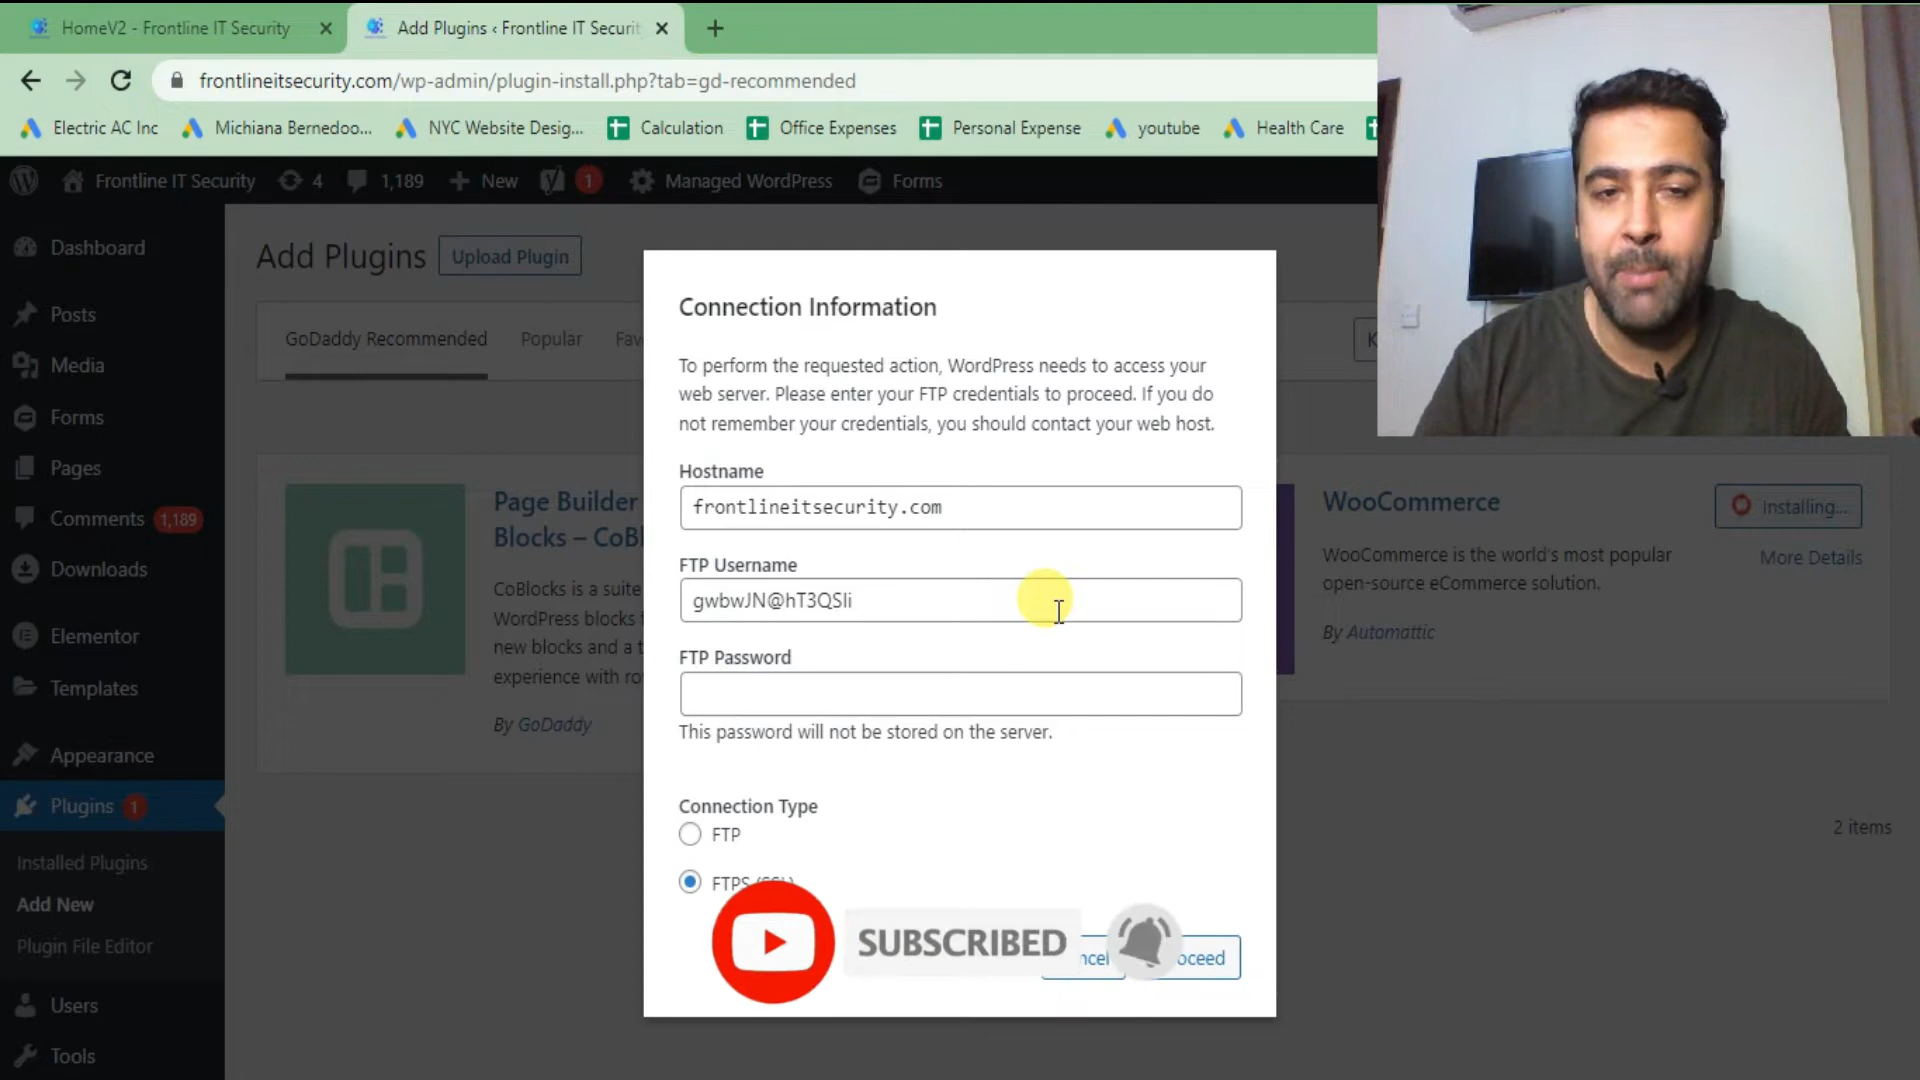 HomeV2 - Frontline IT Security
Add Plugins ‹ Frontline IT Securit
frontlineitsecurity.com/wp-admin/plugin-install.php?tab=gd-recommended
Electric AC Inc
Michiana Bernedoo...
NYC Website Desig...
Calculation
Office Expenses
Personal Expense
youtube
Health Care
Frontline IT Security
4
1,189
New
1
Managed WordPress
Forms
Dashboard
Posts
Media
Forms
Pages
Comments 1,189
Downloads
Elementor
Templates
Appearance
Plugins 1
Installed Plugins
Add New
Plugin File Editor
Users
Tools
Add Plugins
Upload Plugin
GoDaddy Recommended
Popular
Fav
K
Page Builder
Blocks – CoBl
CoBlocks is a suite
WordPress blocks
new blocks and a
experience with ro
By GoDaddy
Connection Information
To perform the requested action, WordPress needs to access your
web server. Please enter your FTP credentials to proceed. If you do
not remember your credentials, you should contact your web host.
Hostname
frontlineitsecurity.com
FTP Username
gwbwJN@hT3QSli
FTP Password
This password will not be stored on the server.
Connection Type
FTP
FTPS
SUBSCRIBED
ncel
oceed
WooCommerce
Installing...
WooCommerce is the world's most popular
open-source eCommerce solution.
More Details
By Automattic
2 items